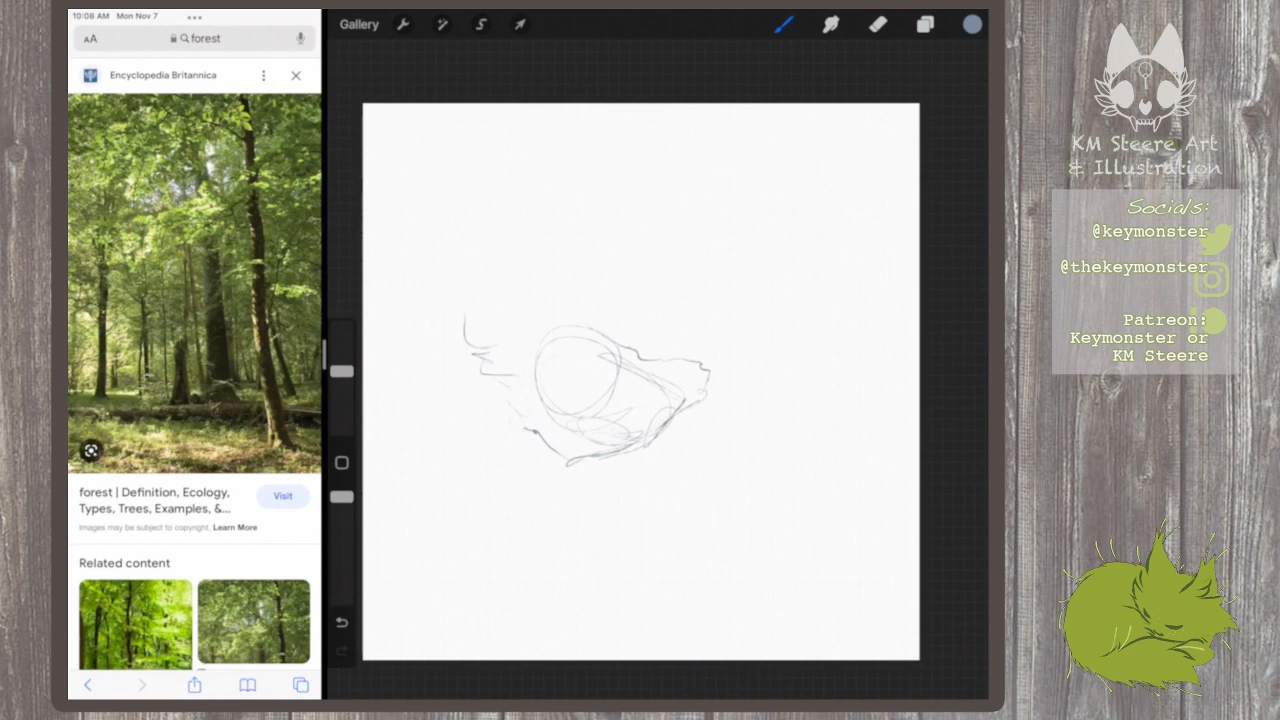 10:08 AM Mon Nov 7
AA
forest
Encyclopedia Britannica
forest | Definition, Ecology,
Types, Trees, Examples, &...
Visit
Images may be subject to copyright. Learn More
Related content
Gallery
KM Steere Art
& Illustration
Socials:
@keymonster
@thekeymonster
Patreon:
Keymonster or
KM Steere